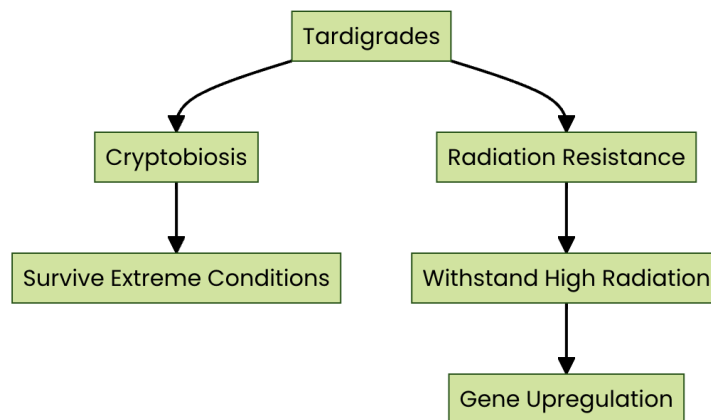 Tardigrades
Cryptobiosis
Radiation Resistance
Survive Extreme Conditions
Withstand High Radiation
Gene Upregulation